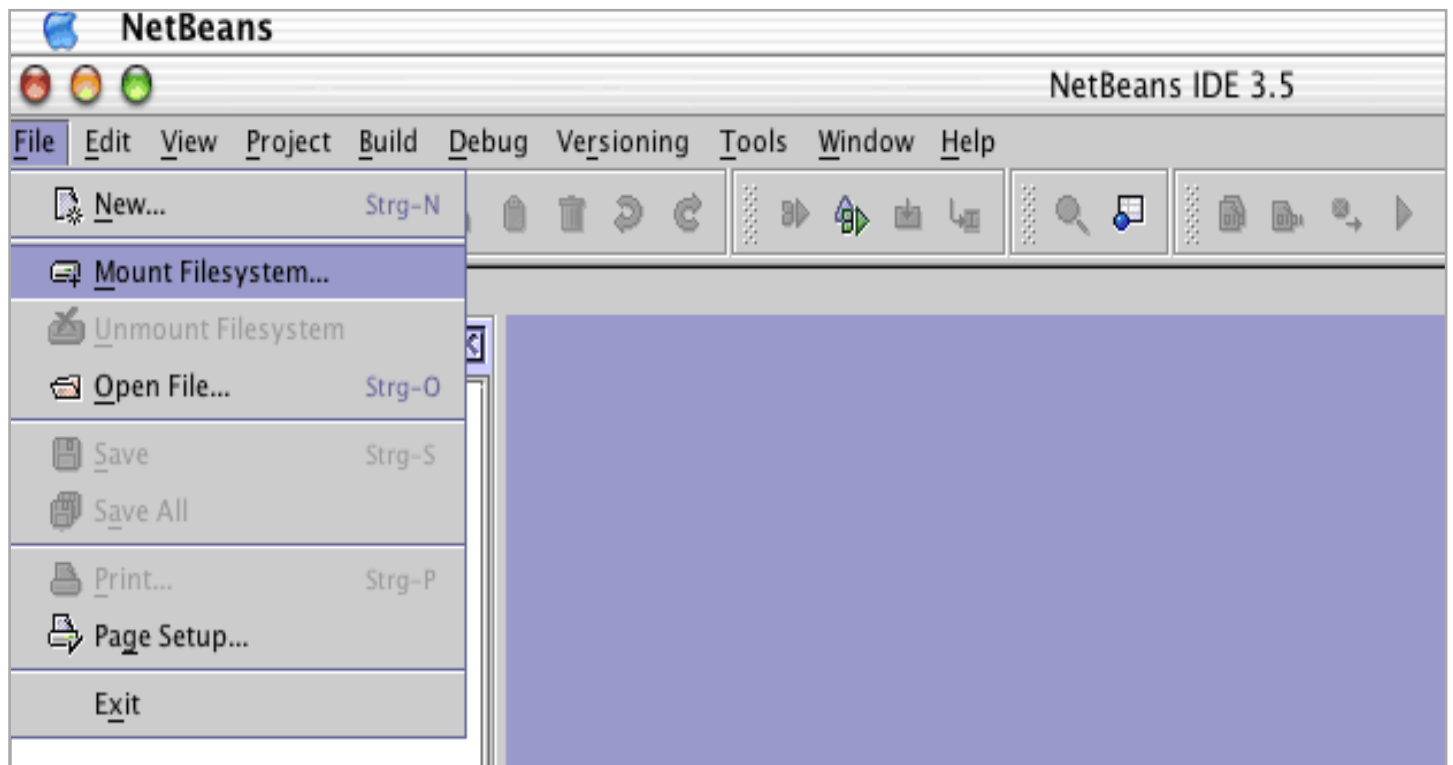 NetBeans
NetBeans IDE 3.5
File Edit View Project Build Debug Versioning Tools Window Help
New... Strg-N
Mount Filesystem...
Unmount Filesystem
Open File... Strg-O
Save Strg-S
Save All
Print... Strg-P
Page Setup...
Exit